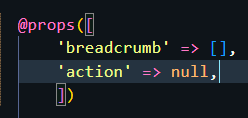 @props([
'breadcrumb' => [],
'action' => null,
])